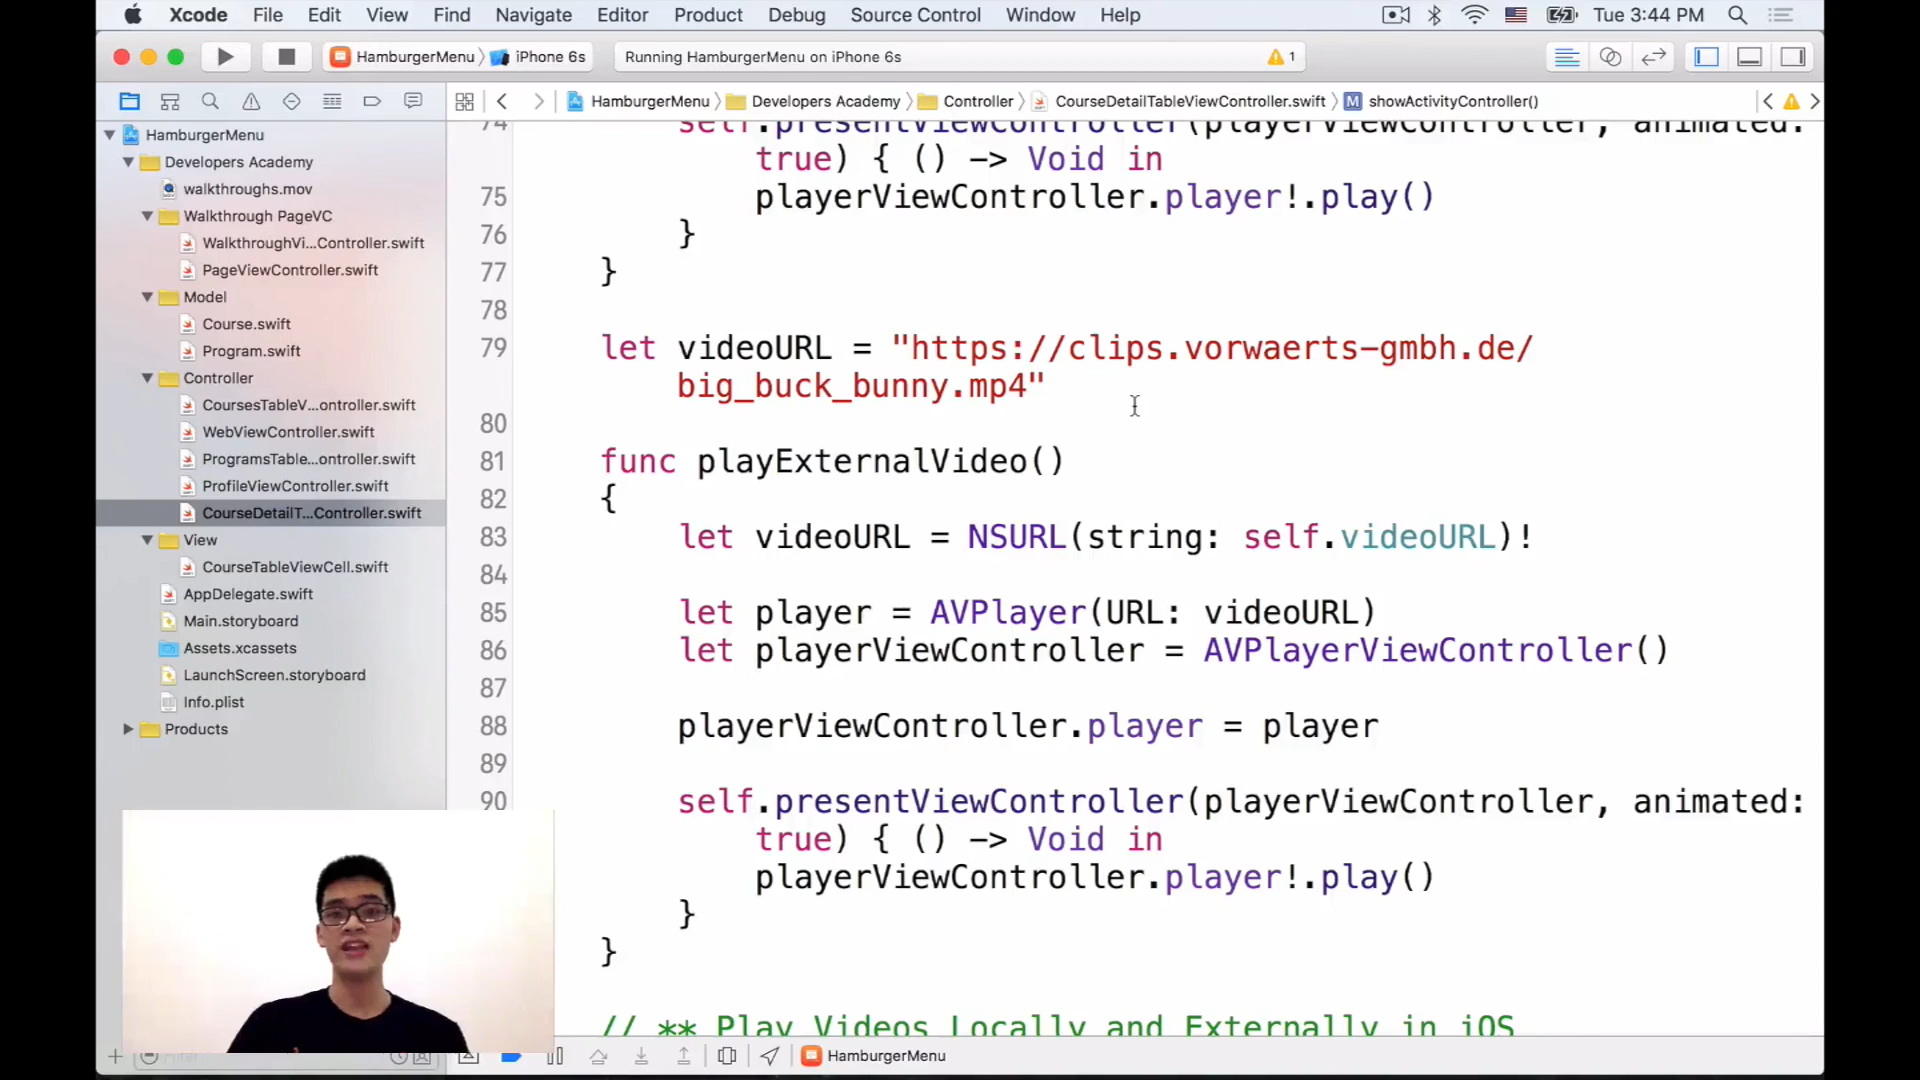 Xcode File Edit View Find Navigate Editor Product Debug Source Control Window Help Tue 3:44 PM
HamburgerMenu iPhone 6s Running HamburgerMenu on iPhone 6s 1
HamburgerMenu Developers Academy Controller CourseDetailTableViewController.swift M showActivityController()
HamburgerMenu
Developers Academy
walkthroughs.mov
Walkthrough PageVC
WalkthroughVi...Controller.swift
PageViewController.swift
Model
Course.swift
Program.swift
Controller
CoursesTableV...ontroller.swift
WebViewController.swift
ProgramsTable...ontroller.swift
ProfileViewController.swift
CourseDetailT...Controller.swift
View
CourseTableViewCell.swift
AppDelegate.swift
Main.storyboard
Assets.xcassets
LaunchScreen.storyboard
Info.plist
Products
Filter
74 self.presentViewController(playerViewController, animated:
true) { () -> Void in
75 playerViewController.player!.play()
76 }
77 }
78
79 let videoURL = "https://clips.vorwaerts-gmbh.de/
big_buck_bunny.mp4"
80
81 func playExternalVideo()
82 {
83 let videoURL = NSURL(string: self.videoURL)!
84
85 let player = AVPlayer(URL: videoURL)
86 let playerViewController = AVPlayerViewController()
87
88 playerViewController.player = player
89
90 self.presentViewController(playerViewController, animated:
true) { () -> Void in
playerViewController.player!.play()
}
}
// ** Play Videos Locally and Externally in iOS
HamburgerMenu